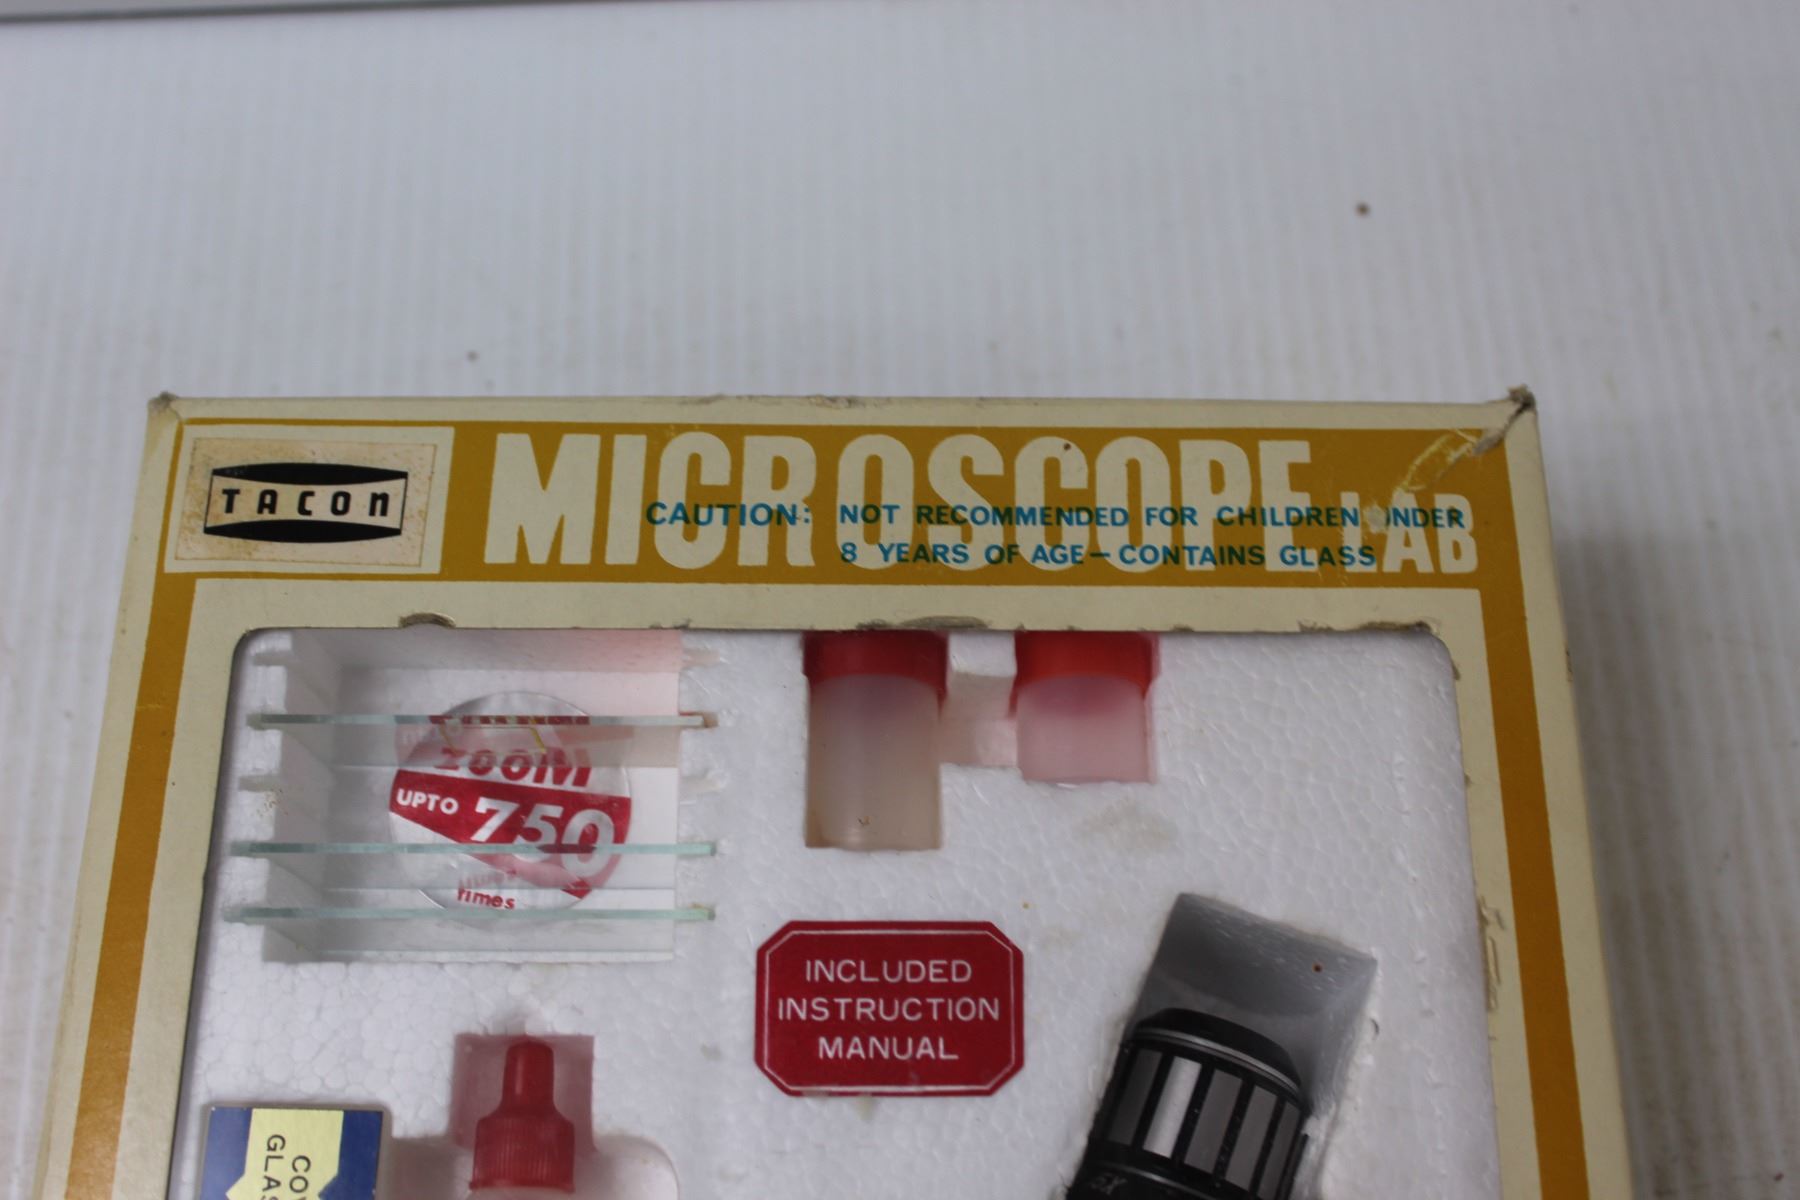 TACON
MICROSCOPE LAB
CAUTION: NOT RECOMMENDED FOR CHILDREN UNDER
8 YEARS OF AGE—CONTAINS GLASS
ZOOM
UPTO 750
times
INCLUDED
INSTRUCTION
MANUAL
5X